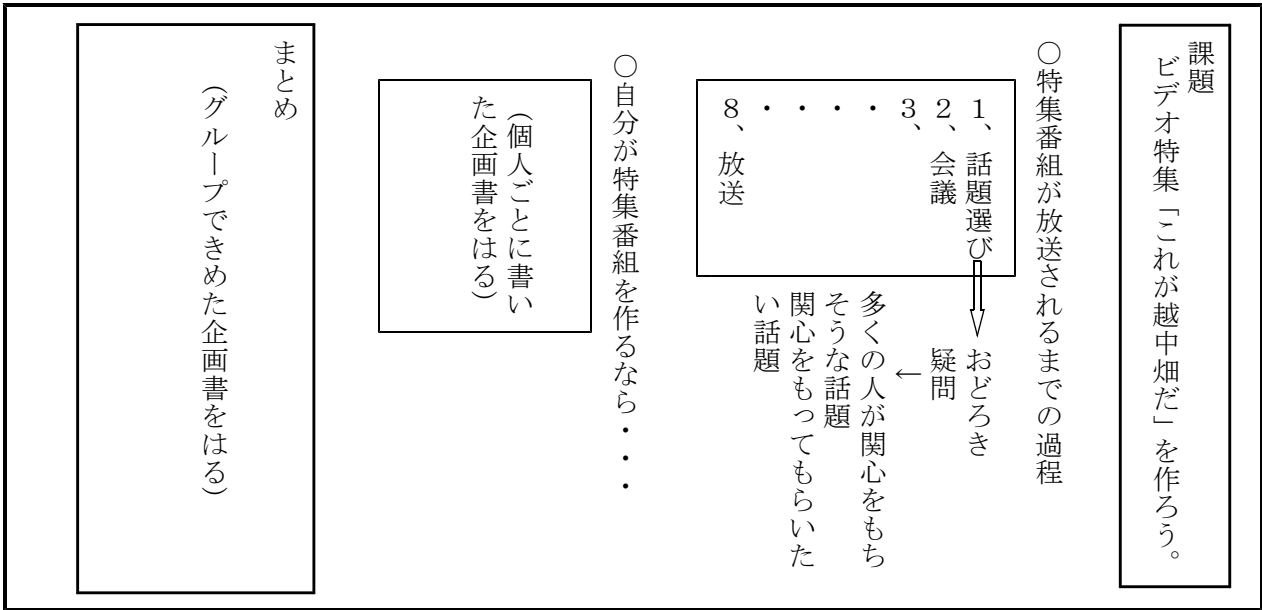 課題
ビデオ特集「これが越中畑だ」を作ろう。
○特集番組が放送されるまでの過程
１、話題選び
２、会議
３、
・
・
・
・
８、放送
おどろき
疑問
←
多くの人が関心をもち
そうな話題
関心をもってもらいた
い話題
○自分が特集番組を作るなら・・・
(個人ごとに書い
た企画書をはる)
まとめ
(グループできめた企画書をはる)